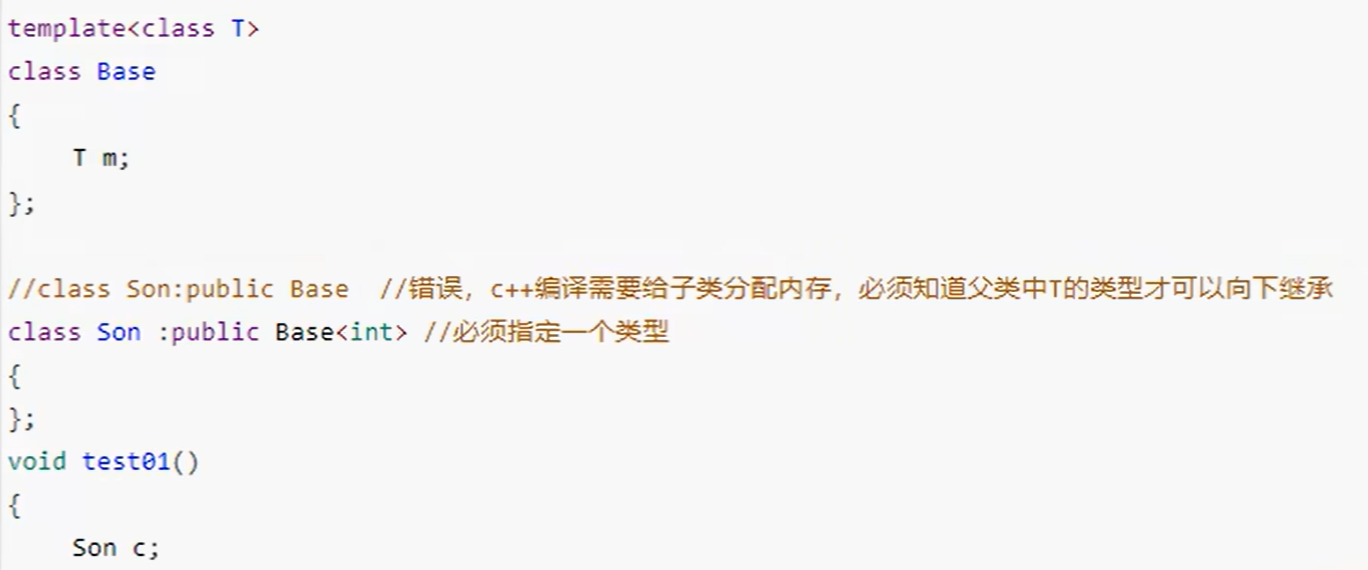 template<class T>
class Base
{
    T m;
};

//class Son:public Base  //错误，c++编译需要给子类分配内存，必须知道父类中T的类型才可以向下继承
class Son :public Base<int> //必须指定一个类型
{
};
void test01()
{
    Son c;